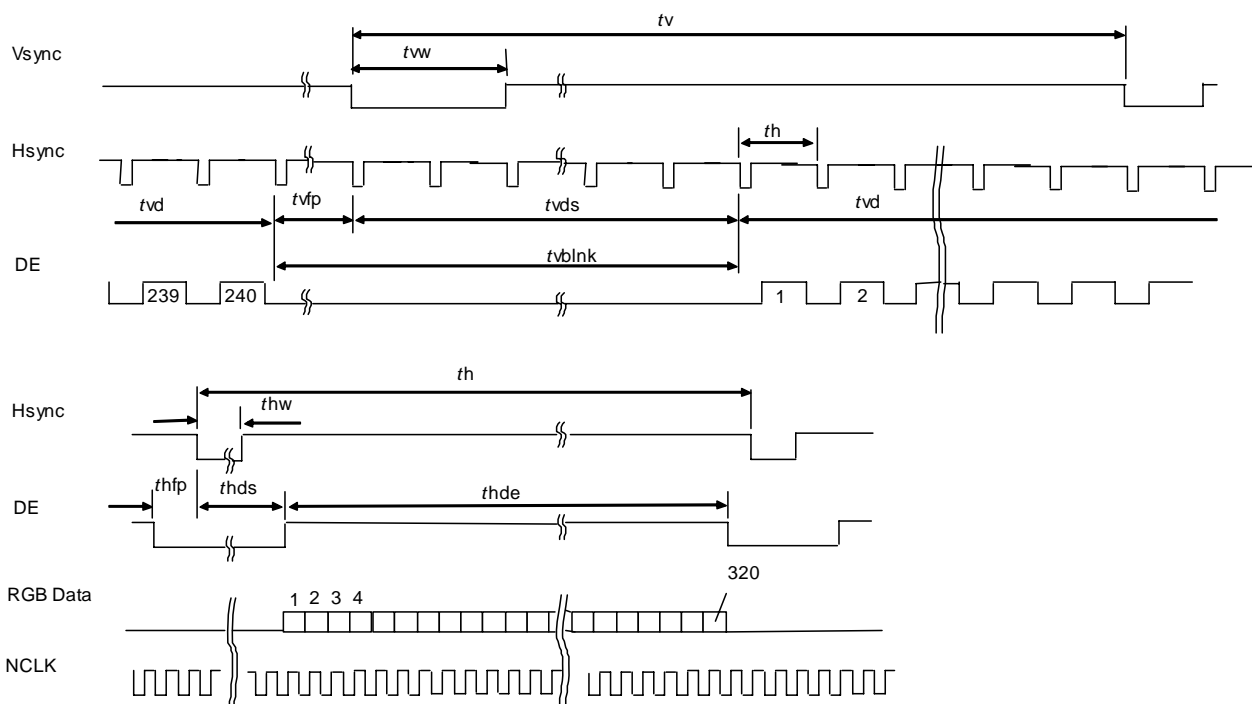 tv
Vsync
tvw
Hsync
th
tvd
tvfp
tvds
tvd
DE
tvblnk
239
240
1
2
th
Hsync
thw
thfp
thds
thde
DE
320
RGB Data
1 2 3 4
NCLK